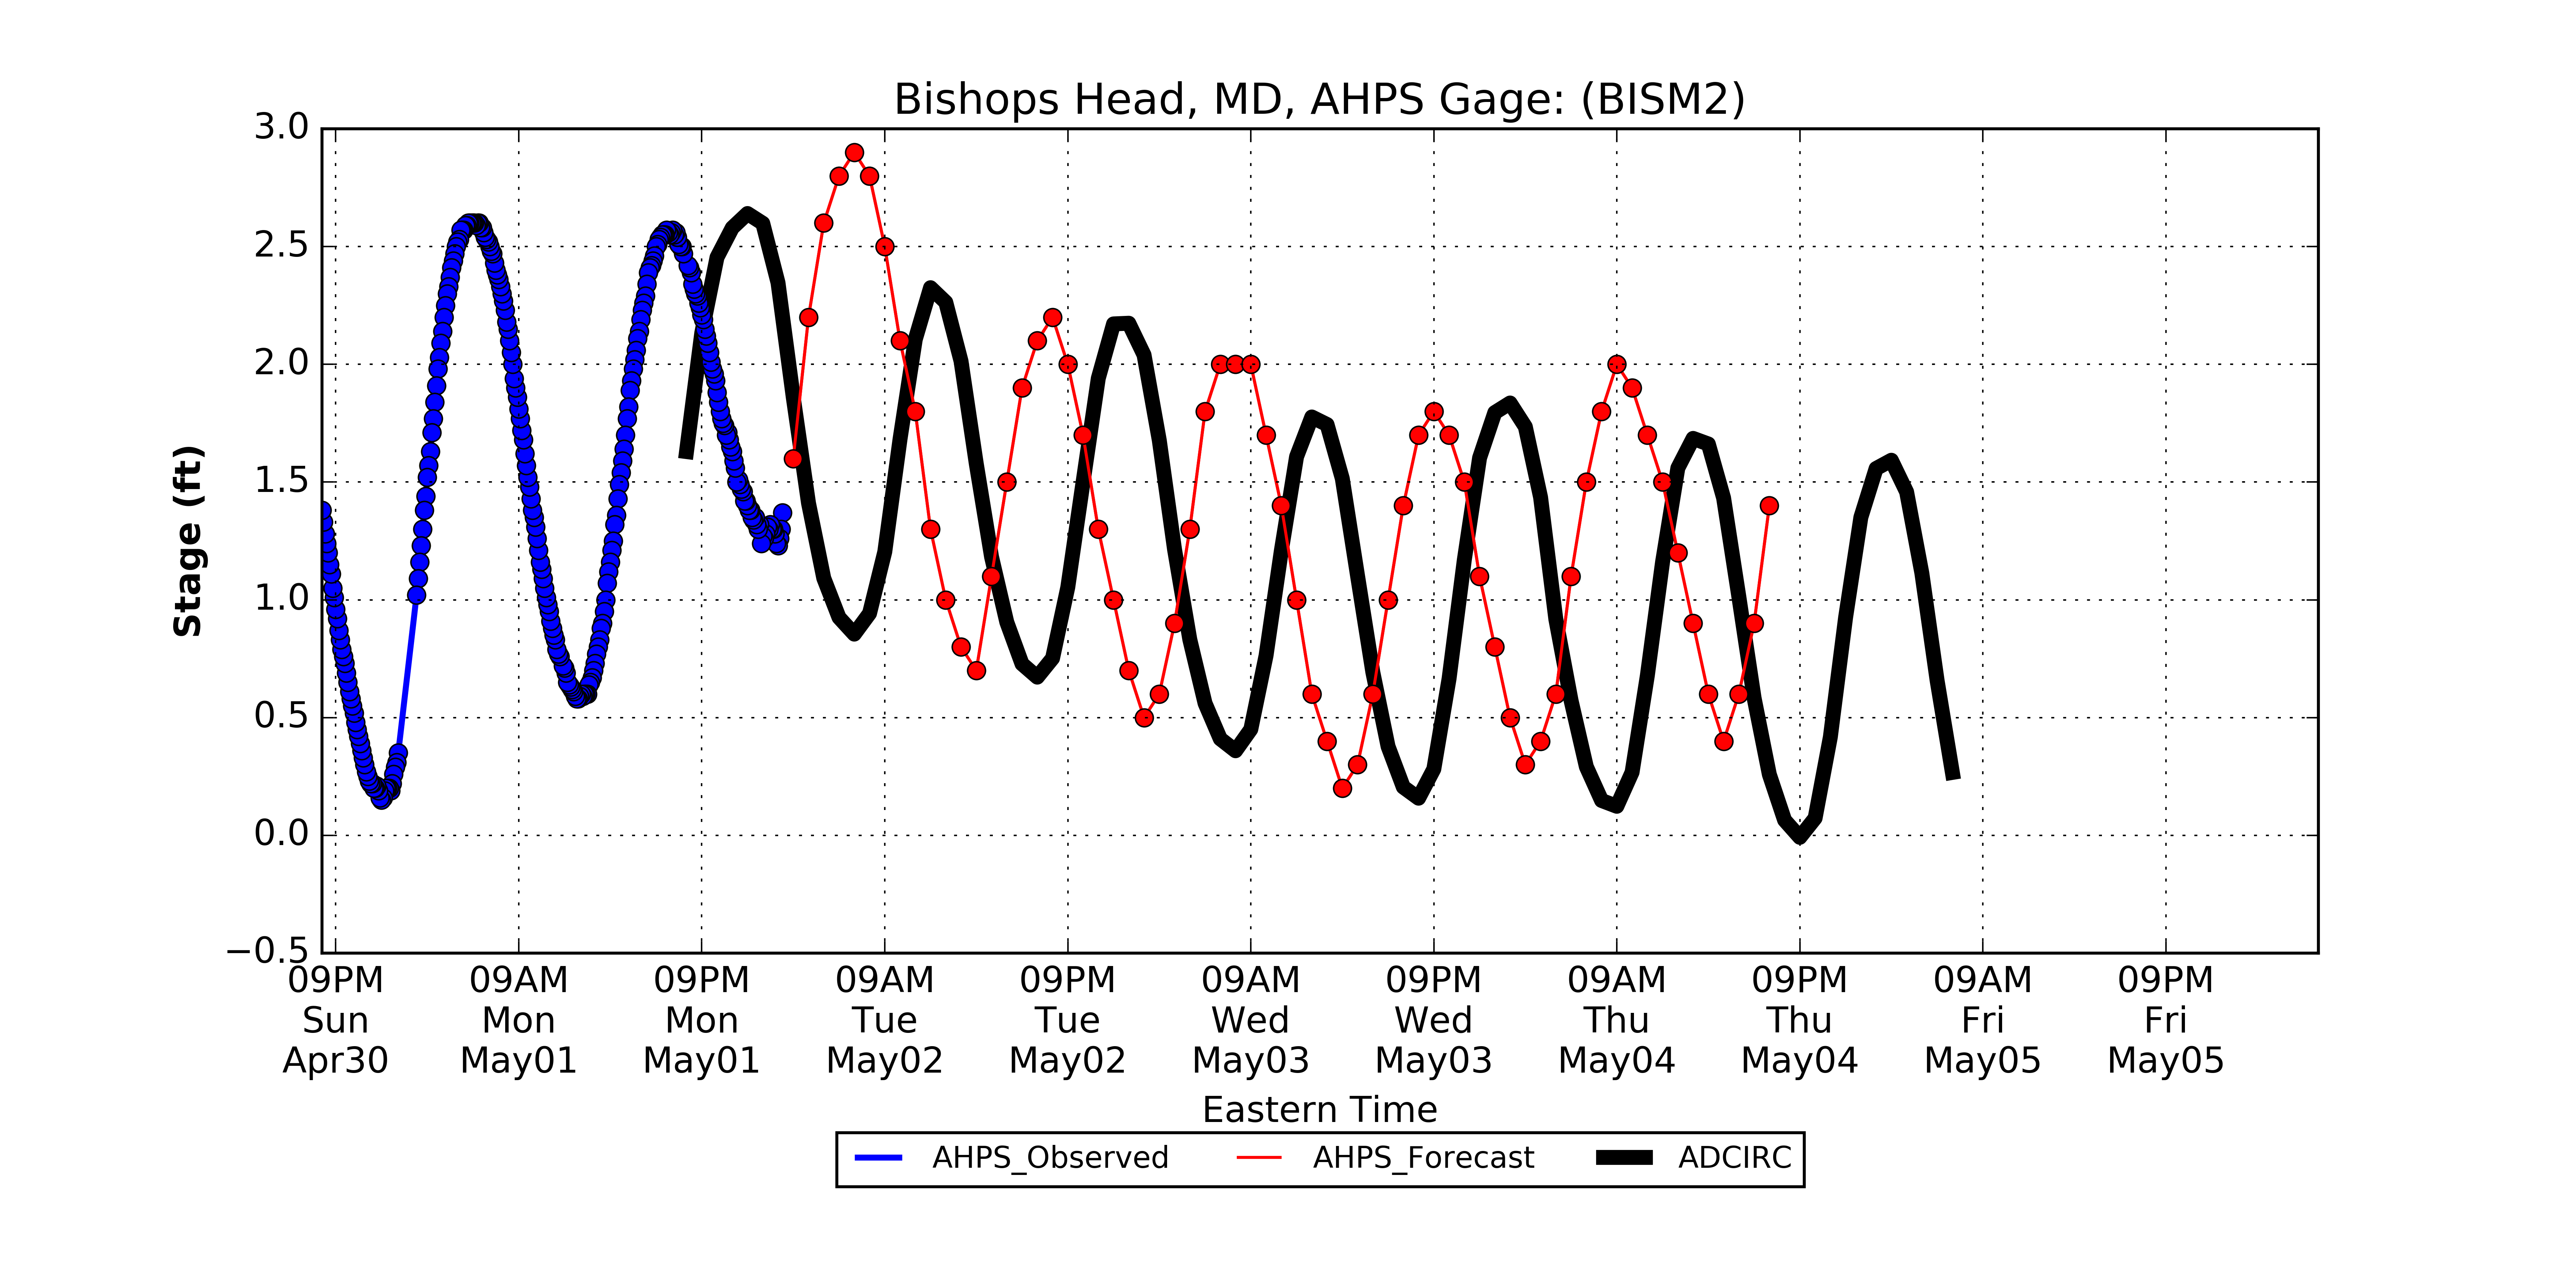 Bishops Head, MD, AHPS Gage: (BISM2)
3.0
2.5
2.0
1.5
1.0
0.5
0.0
−0.5
Stage (ft)
09PM 09AM 09PM 09AM 09PM 09AM 09PM 09AM 09PM 09AM 09PM
Sun Mon Mon Tue Tue Wed Wed Thu Thu Fri Fri
Apr30 May01 May01 May02 May02 May03 May03 May04 May04 May05 May05
Eastern Time
AHPS_Observed AHPS_Forecast ADCIRC